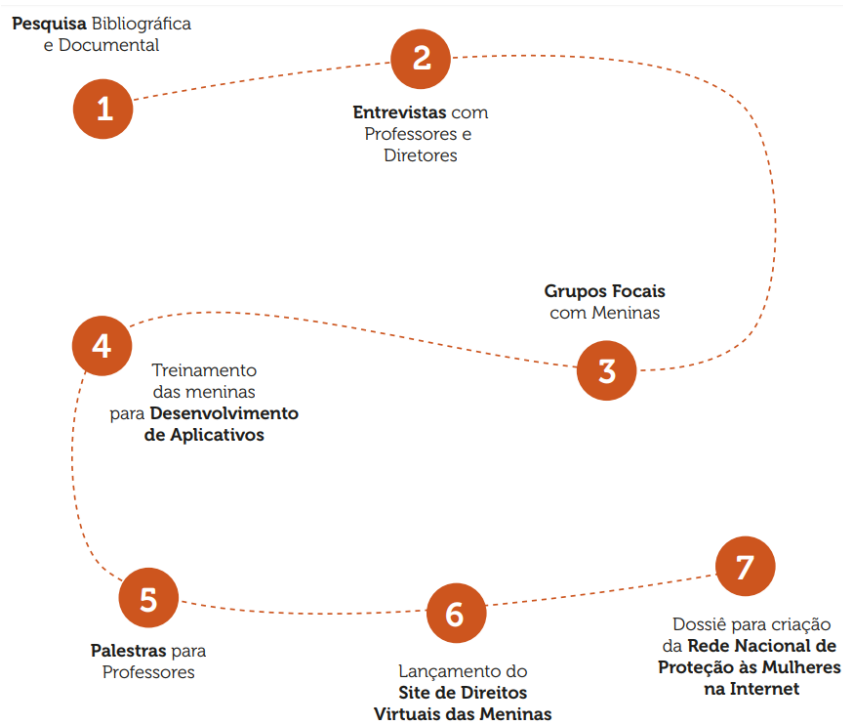 Pesquisa Bibliográfica
e Documental
1
2
Entrevistas com
Professores e
Diretores
Grupos Focais
com Meninas
3
4
Treinamento
das meninas
para Desenvolvimento
de Aplicativos
5
Palestras para
Professores
6
Lançamento do
Site de Direitos
Virtuais das Meninas
7
Dossiê para criação
da Rede Nacional de
Proteção às Mulheres
na Internet